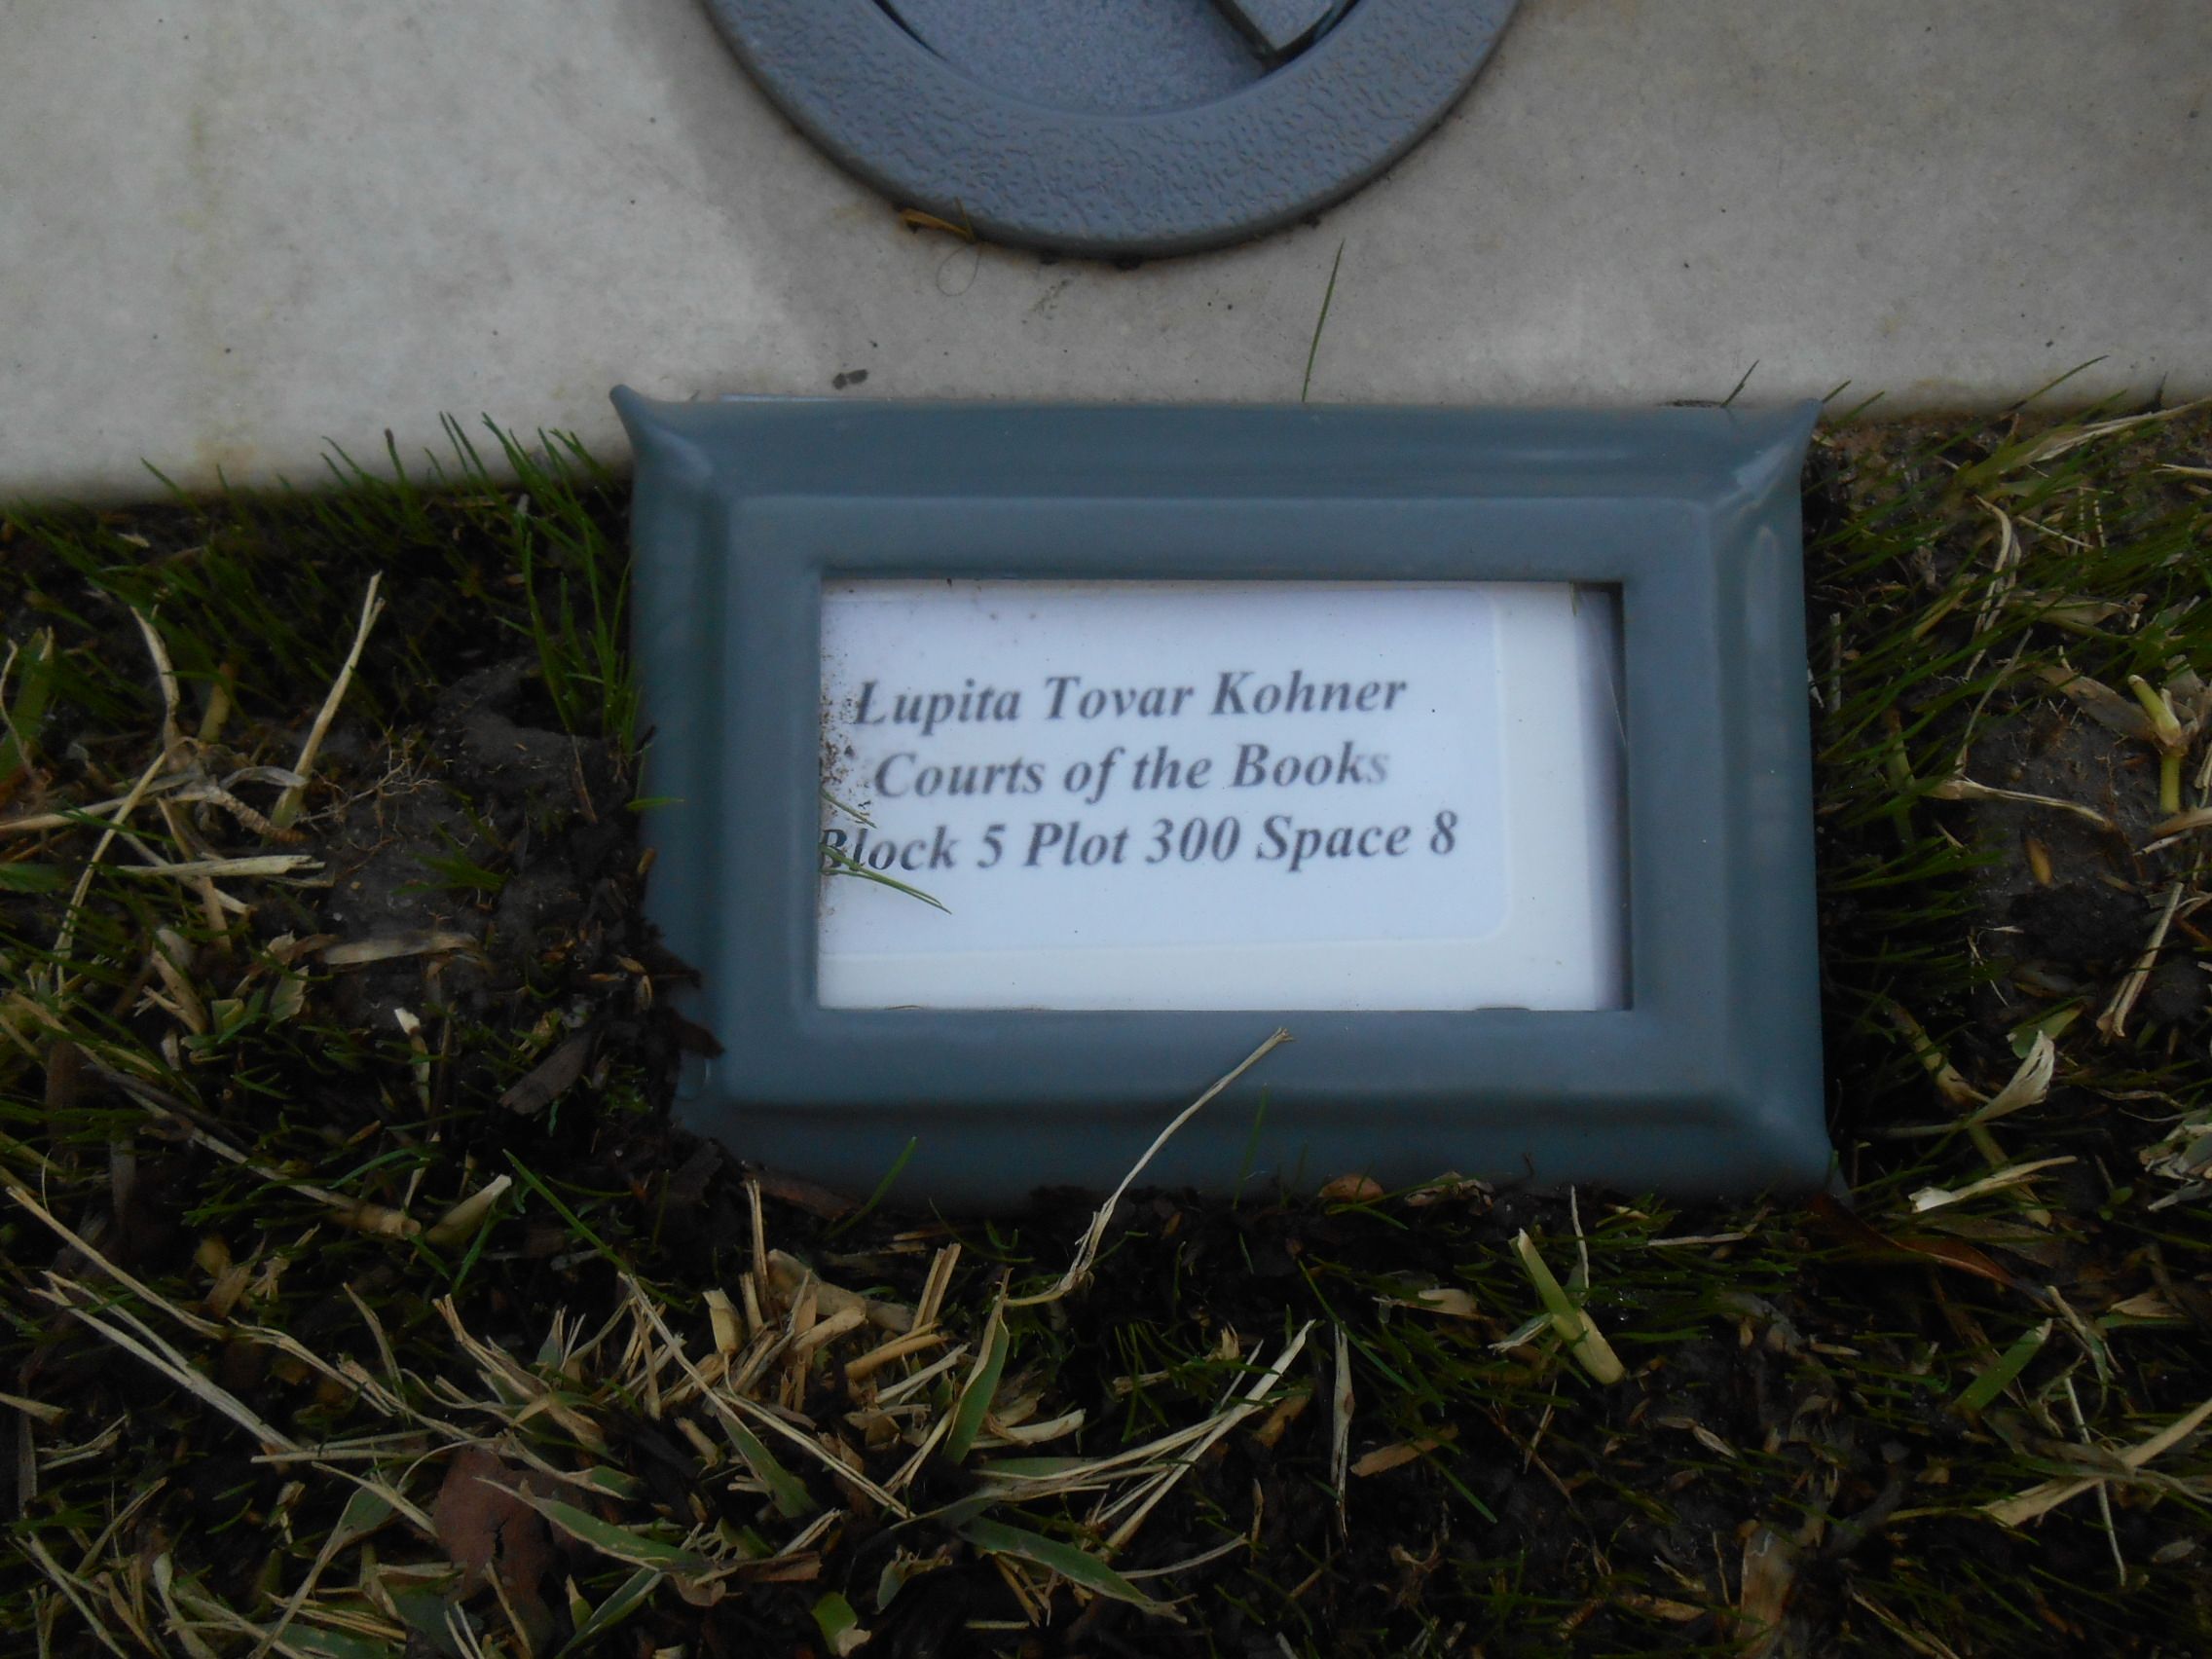 Lupita Tovar Kohner
Courts of the Books
Block 5 Plot 300 Space 8